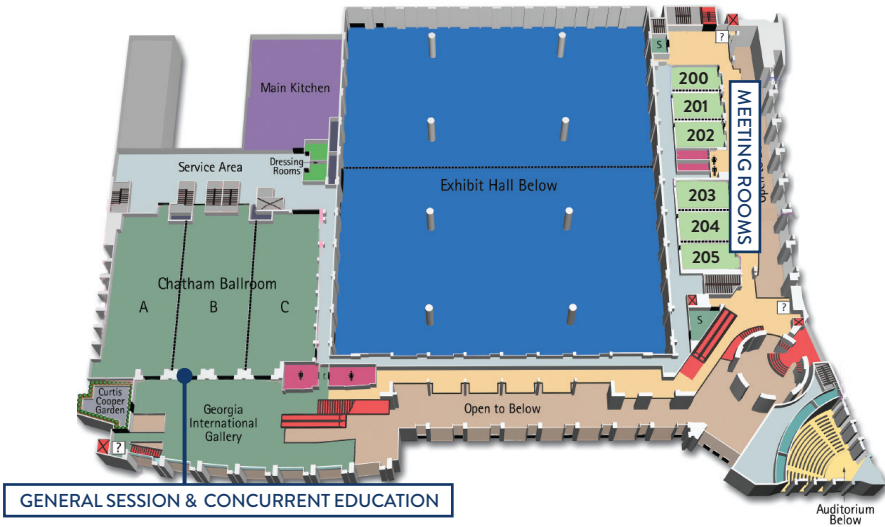 S
?
200
201
202
MEETING ROOMS
Main Kitchen
Service Area
Dressing
Rooms
Exhibit Hall Below
203
204
205
Chatham Ballroom
A
B
C
S
?
Curtis
Cooper
Garden
Georgia
International
Gallery
Open to Below
?
GENERAL SESSION & CONCURRENT EDUCATION
Auditorium
Below